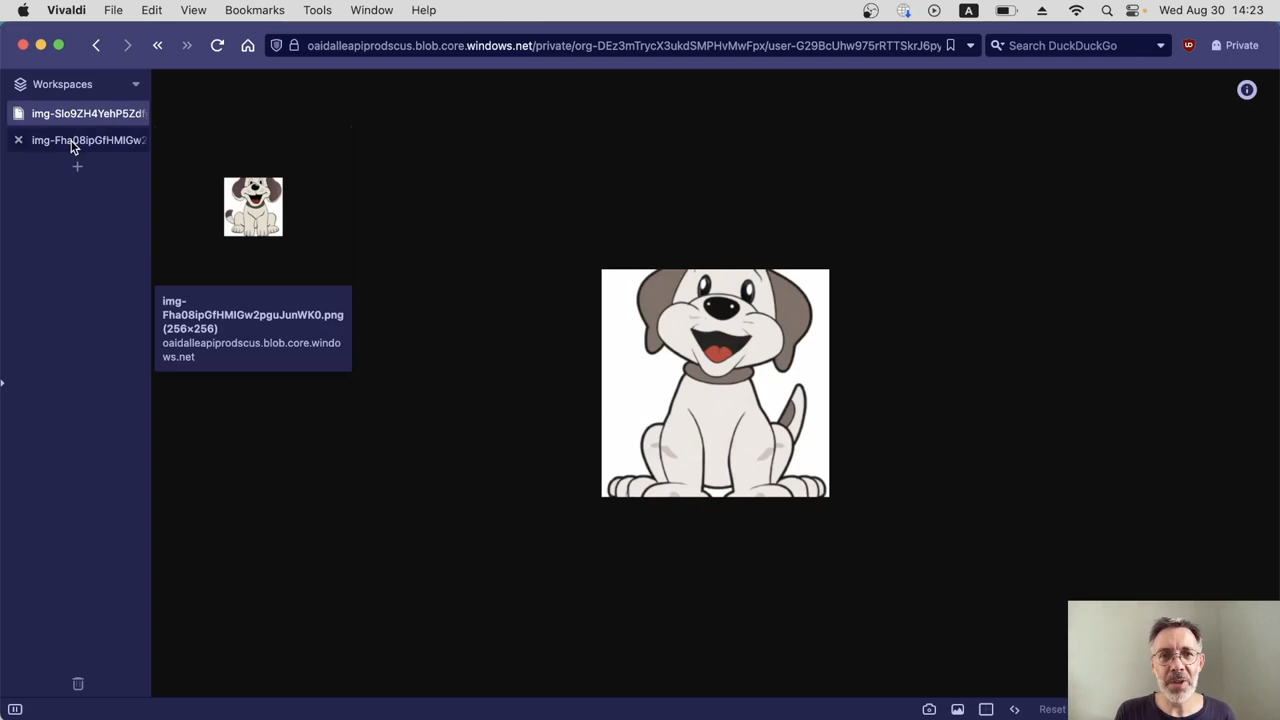 Vivaldi File Edit View Bookmarks Tools Window Help A Wed Aug 30 14:23
oaidalleapiprodscus.blob.core.windows.net/private/org-DEz3mTrycX3ukdSMPHvMwFpx/user-G29BcUhw975rRTTSkrJ6py Search DuckDuckGo Private
Workspaces
img-Slo9ZH4YehP5Zdf
img-Fha08ipGfHMIGw2
img-
Fha08ipGfHMIGw2pguJunWK0.png
(256×256)
oaidalleapiprodscus.blob.core.windo
ws.net
Reset